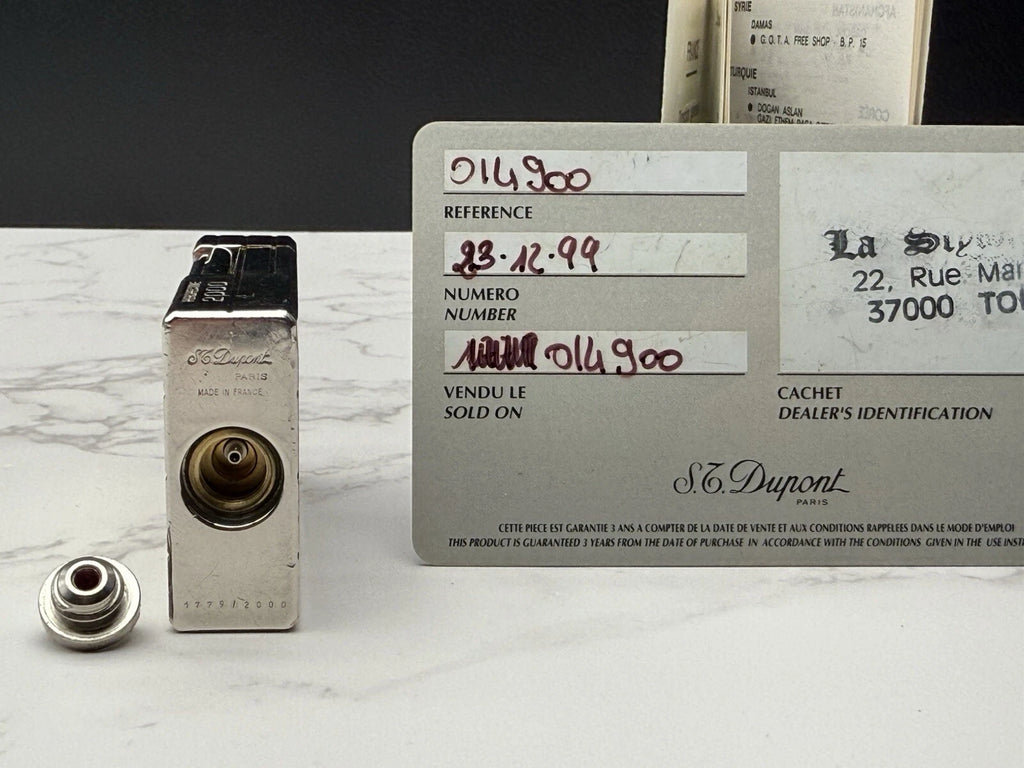 SYRIE
DAMAS
● G.O.T.A. FREE SHOP - B.P. 15
TURQUIE
ISTANBUL
● DOGAN ASLAN
014900
REFERENCE
23.12.99
NUMERO
NUMBER
014900
VENDU LE
SOLD ON
La
22, Rue
37000
CACHET
DEALER'S IDENTIFICATION
S.T. Dupont
PARIS
CETTE PIECE EST GARANTIE 3 ANS A COMPTER DE LA DATE DE VENTE ET AUX CONDITIONS RAPPELEES DANS LE MODE D'EMPLOI
THIS PRODUCT IS GUARANTEED 3 YEARS FROM THE DATE OF PURCHASE IN ACCORDANCE WITH THE CONDITIONS GIVEN IN THE USE
2000
S.T. Dupont
PARIS
MADE IN FRANCE
1779/2000